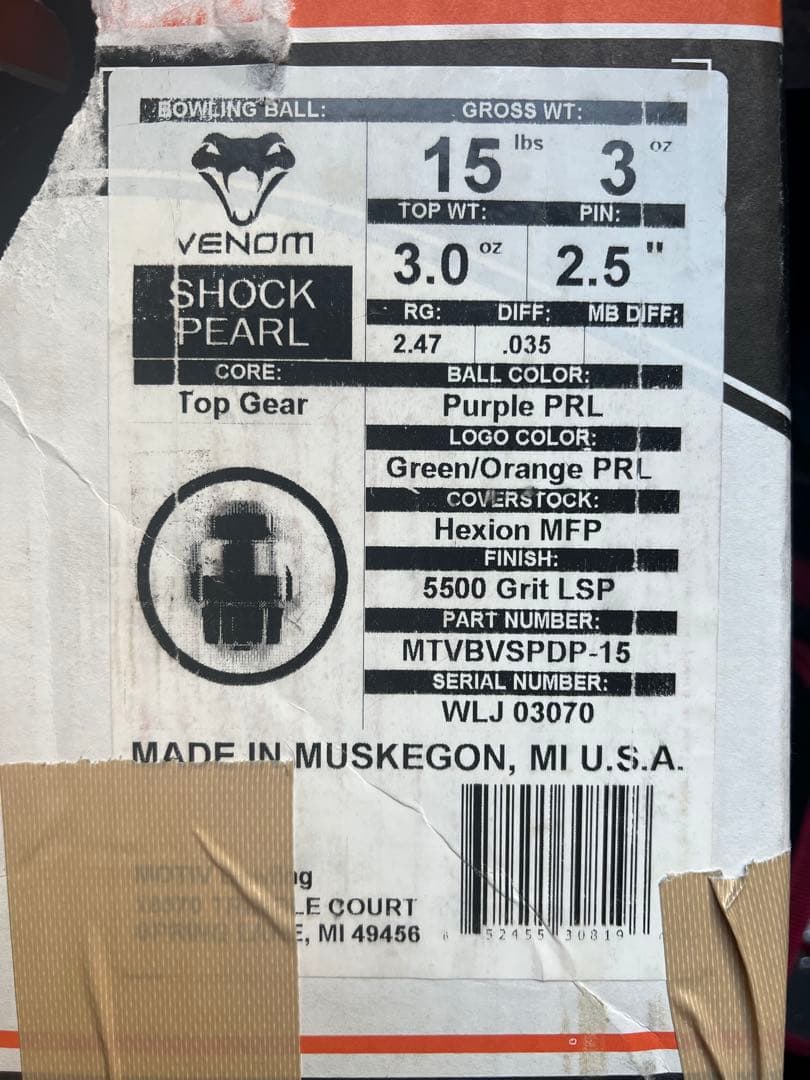 BOWLING BALL:
VENOM
SHOCK
PEARL
GROSS WT:
15 lbs 3 oz
TOP WT: PIN:
3.0 oz 2.5 "
RG: DIFF: MB DIFF:
2.47 .035
CORE:
Top Gear
BALL COLOR:
Purple PRL
LOGO COLOR:
Green/Orange PRL
COVERSTOCK:
Hexion MFP
FINISH:
5500 Grit LSP
PART NUMBER:
MTVBVSPDP-15
SERIAL NUMBER:
WLJ 03070
MADE IN MUSKEGON, MI U.S.A.
MOTIV
COURT
MI 49456
6 52455 30819